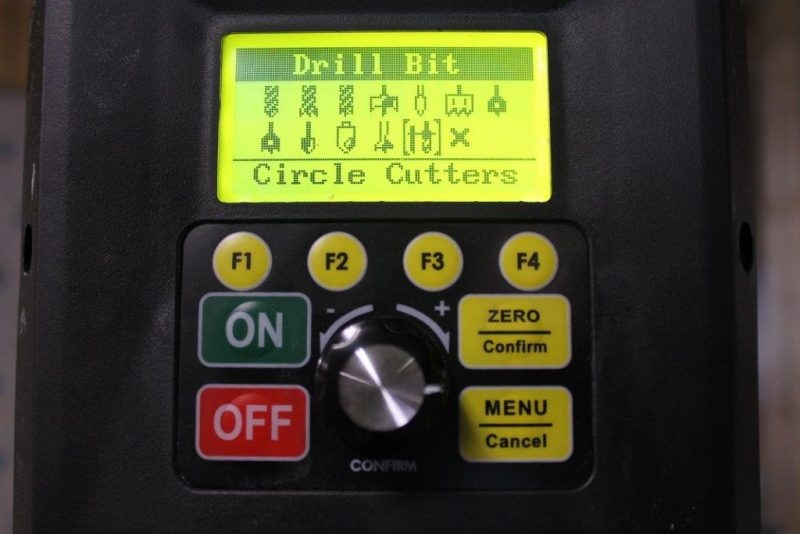 Drill Bit
Circle Cutters
F1 F2 F3 F4
ON
- +
ZERO
Confirm
OFF
MENU
Cancel
CONFIRM